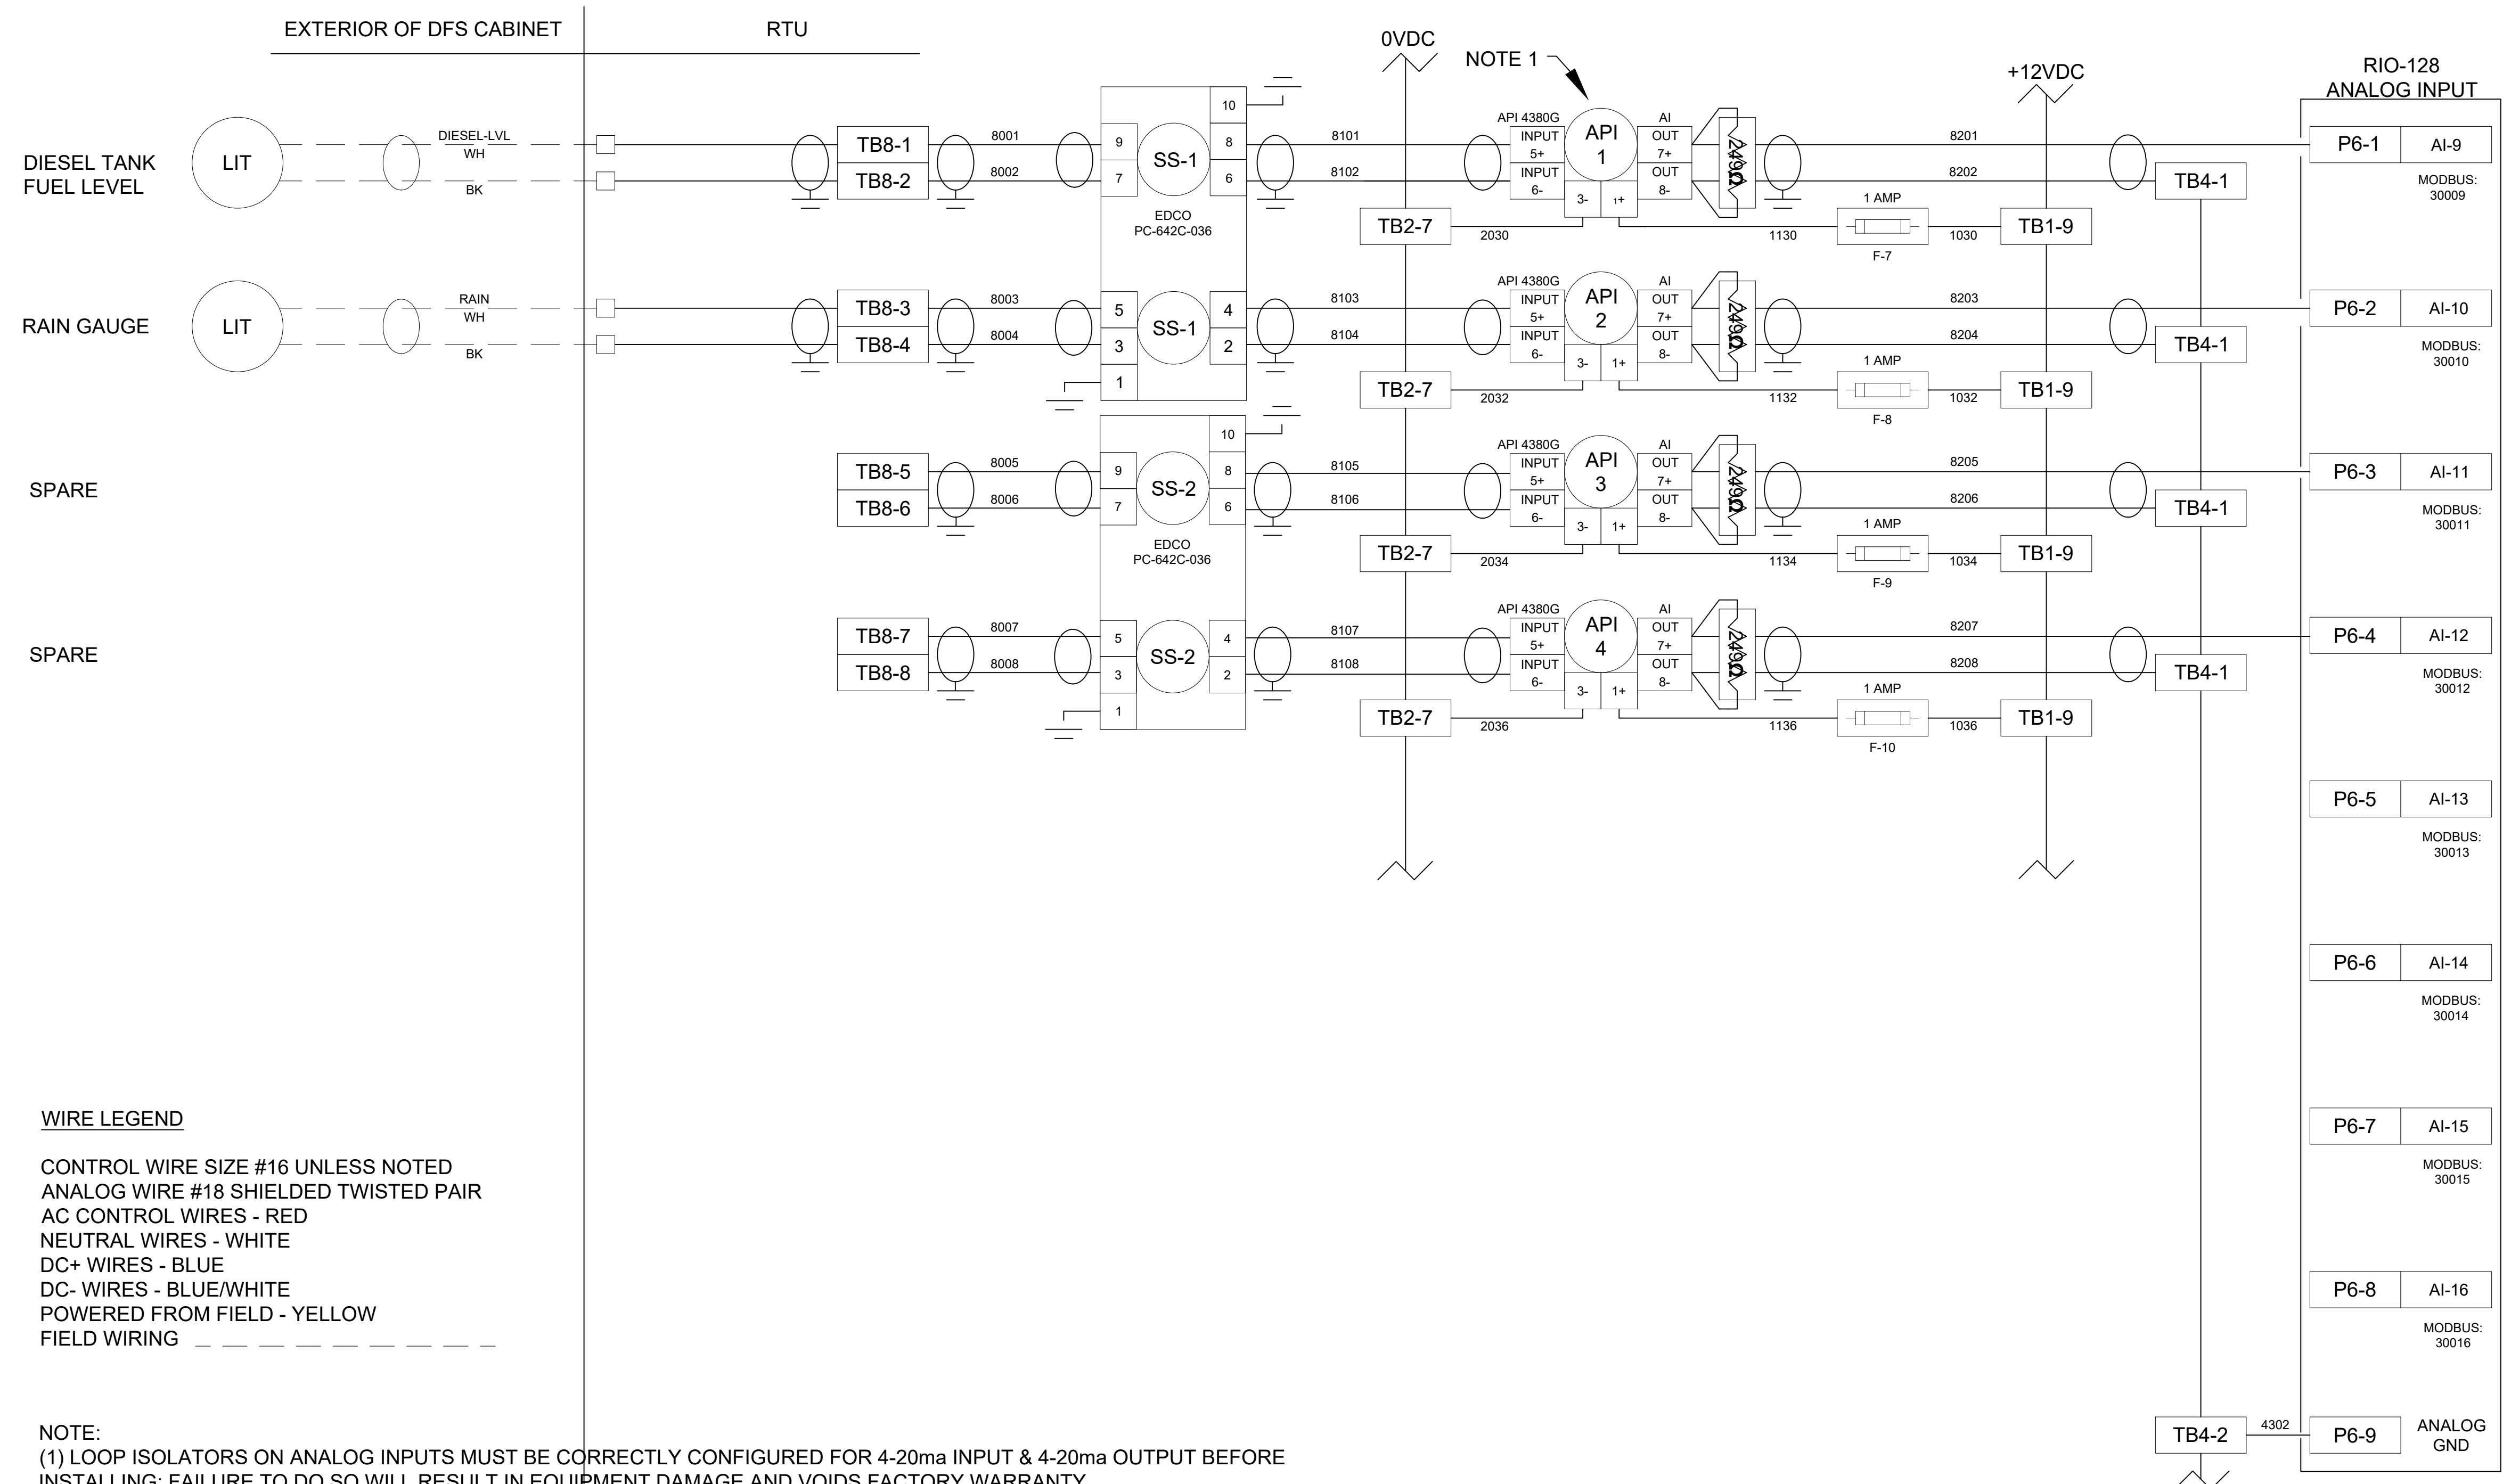 EXTERIOR OF DFS CABINET
RTU
0VDC
NOTE 1
+12VDC
RIO-128
ANALOG INPUT
DIESEL TANK
FUEL LEVEL
LIT
DIESEL-LVL
WH
BK
TB8-1
TB8-2
8001
8002
10
9
7
SS-1
8
6
EDCO
PC-642C-036
8101
8102
TB2-7
2030
API 4380G
INPUT
5+
INPUT
6-
API
1
3-
1+
AI
OUT
7+
OUT
8-
249Ω
1130
1 AMP
F-7
1030
TB1-9
8201
8202
TB4-1
P6-1
AI-9
MODBUS:
30009
RAIN GAUGE
LIT
RAIN
WH
BK
TB8-3
TB8-4
8003
8004
5
3
1
SS-1
4
2
8103
8104
TB2-7
2032
API 4380G
INPUT
5+
INPUT
6-
API
2
3-
1+
AI
OUT
7+
OUT
8-
249Ω
1132
1 AMP
F-8
1032
TB1-9
8203
8204
TB4-1
P6-2
AI-10
MODBUS:
30010
SPARE
TB8-5
TB8-6
8005
8006
10
9
7
SS-2
8
6
EDCO
PC-642C-036
8105
8106
TB2-7
2034
API 4380G
INPUT
5+
INPUT
6-
API
3
3-
1+
AI
OUT
7+
OUT
8-
249Ω
1134
1 AMP
F-9
1034
TB1-9
8205
8206
TB4-1
P6-3
AI-11
MODBUS:
30011
SPARE
TB8-7
TB8-8
8007
8008
5
3
1
SS-2
4
2
8107
8108
TB2-7
2036
API 4380G
INPUT
5+
INPUT
6-
API
4
3-
1+
AI
OUT
7+
OUT
8-
249Ω
1136
1 AMP
F-10
1036
TB1-9
8207
8208
TB4-1
P6-4
AI-12
MODBUS:
30012
P6-5
AI-13
MODBUS:
30013
P6-6
AI-14
MODBUS:
30014
P6-7
AI-15
MODBUS:
30015
P6-8
AI-16
MODBUS:
30016
TB4-2
4302
P6-9
ANALOG
GND
WIRE LEGEND
CONTROL WIRE SIZE #16 UNLESS NOTED
ANALOG WIRE #18 SHIELDED TWISTED PAIR
AC CONTROL WIRES - RED
NEUTRAL WIRES - WHITE
DC+ WIRES - BLUE
DC- WIRES - BLUE/WHITE
POWERED FROM FIELD - YELLOW
FIELD WIRING
NOTE:
(1) LOOP ISOLATORS ON ANALOG INPUTS MUST BE CORRECTLY CONFIGURED FOR 4-20ma INPUT & 4-20ma OUTPUT BEFORE
INSTALLING; FAILURE TO DO SO WILL RESULT IN EQUIPMENT DAMAGE AND VOIDS FACTORY WARRANTY